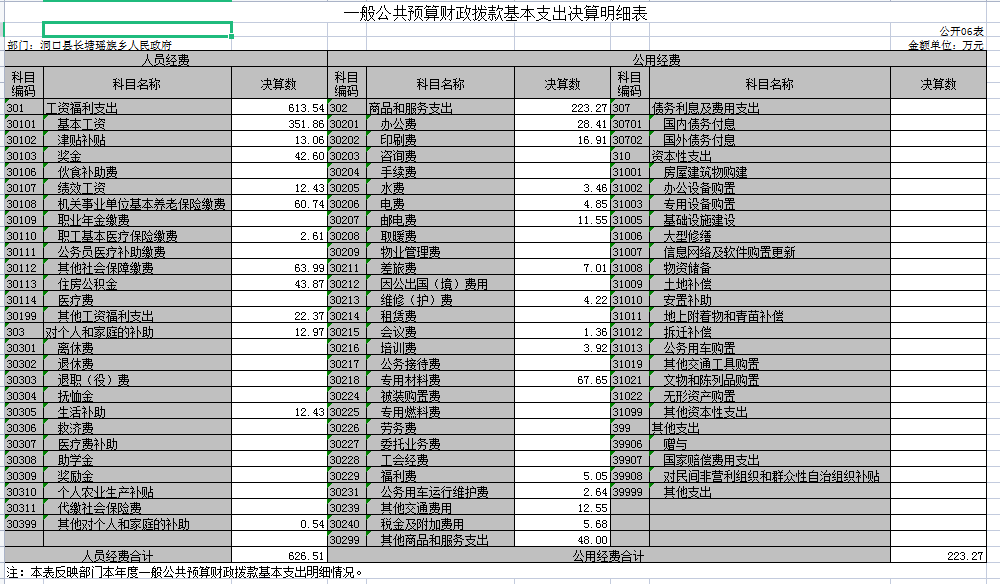 一般公共预算财政拨款基本支出决算明细表
公开06表
部门：洞口县长塘瑶族乡人民政府 金额单位：万元
人员经费 公用经费
科目编码 科目名称 决算数 科目编码 科目名称 决算数 科目编码 科目名称 决算数
301 工资福利支出 613.54 302 商品和服务支出 223.27 307 债务利息及费用支出
30101 基本工资 351.86 30201 办公费 28.41 30701 国内债务付息
30102 津贴补贴 13.06 30202 印刷费 16.91 30702 国外债务付息
30103 奖金 42.60 30203 咨询费 310 资本性支出
30106 伙食补助费 30204 手续费 31001 房屋建筑物购建
30107 绩效工资 12.43 30205 水费 3.46 31002 办公设备购置
30108 机关事业单位基本养老保险缴费 60.74 30206 电费 4.85 31003 专用设备购置
30109 职业年金缴费 30207 邮电费 11.55 31005 基础设施建设
30110 职工基本医疗保险缴费 2.61 30208 取暖费 31006 大型修缮
30111 公务员医疗补助缴费 30209 物业管理费 31007 信息网络及软件购置更新
30112 其他社会保障缴费 63.99 30211 差旅费 7.01 31008 物资储备
30113 住房公积金 43.87 30212 因公出国（境）费用 31009 土地补偿
30114 医疗费 30213 维修（护）费 4.22 31010 安置补助
30199 其他工资福利支出 22.37 30214 租赁费 31011 地上附着物和青苗补偿
303 对个人和家庭的补助 12.97 30215 会议费 1.36 31012 拆迁补偿
30301 离休费 30216 培训费 3.92 31013 公务用车购置
30302 退休费 30217 公务接待费 31019 其他交通工具购置
30303 退职（役）费 30218 专用材料费 67.65 31021 文物和陈列品购置
30304 抚恤金 30224 被装购置费 31022 无形资产购置
30305 生活补助 12.43 30225 专用燃料费 31099 其他资本性支出
30306 救济费 30226 劳务费 399 其他支出
30307 医疗费补助 30227 委托业务费 39906 赠与
30308 助学金 30228 工会经费 39907 国家赔偿费用支出
30309 奖励金 30229 福利费 5.05 39908 对民间非营利组织和群众性自治组织补贴
30310 个人农业生产补贴 30231 公务用车运行维护费 2.64 39999 其他支出
30311 代缴社会保险费 30239 其他交通费用 12.55
30399 其他对个人和家庭的补助 0.54 30240 税金及附加费用 5.68
30299 其他商品和服务支出 48.00
人员经费合计 626.51 公用经费合计 223.27
注：本表反映部门本年度一般公共预算财政拨款基本支出明细情况。